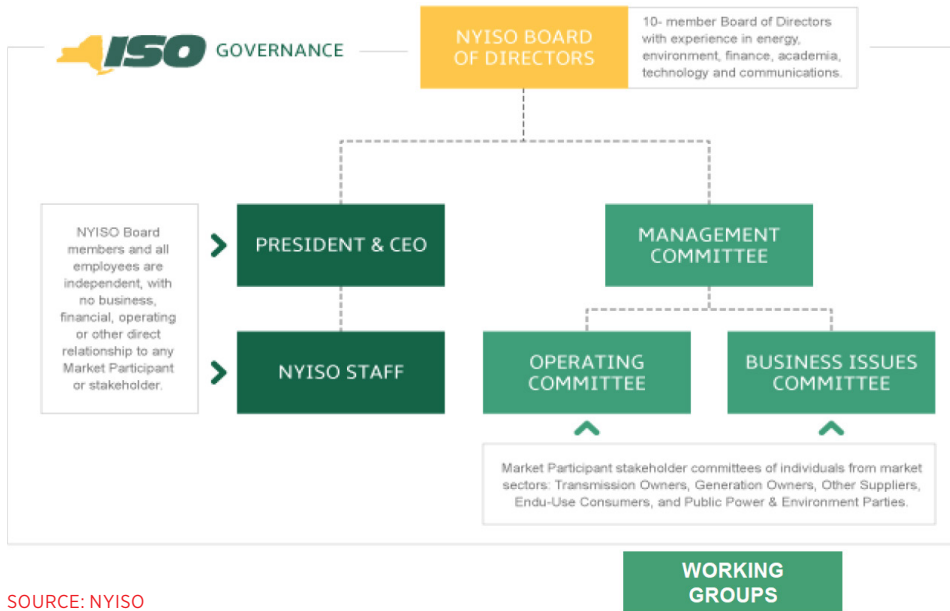 ISO GOVERNANCE
NYISO BOARD
OF DIRECTORS
10- member Board of Directors
with experience in energy,
environment, finance, academia,
technology and communications.
NYISO Board
members and all
employees are
independent, with
no business,
financial, operating
or other direct
relationship to any
Market Participant
or stakeholder.
PRESIDENT & CEO
NYISO STAFF
MANAGEMENT
COMMITTEE
OPERATING
COMMITTEE
BUSINESS ISSUES
COMMITTEE
Market Participant stakeholder committees of individuals from market
sectors: Transmission Owners, Generation Owners, Other Suppliers,
Endu-Use Consumers, and Public Power & Environment Parties.
WORKING
GROUPS
SOURCE: NYISO